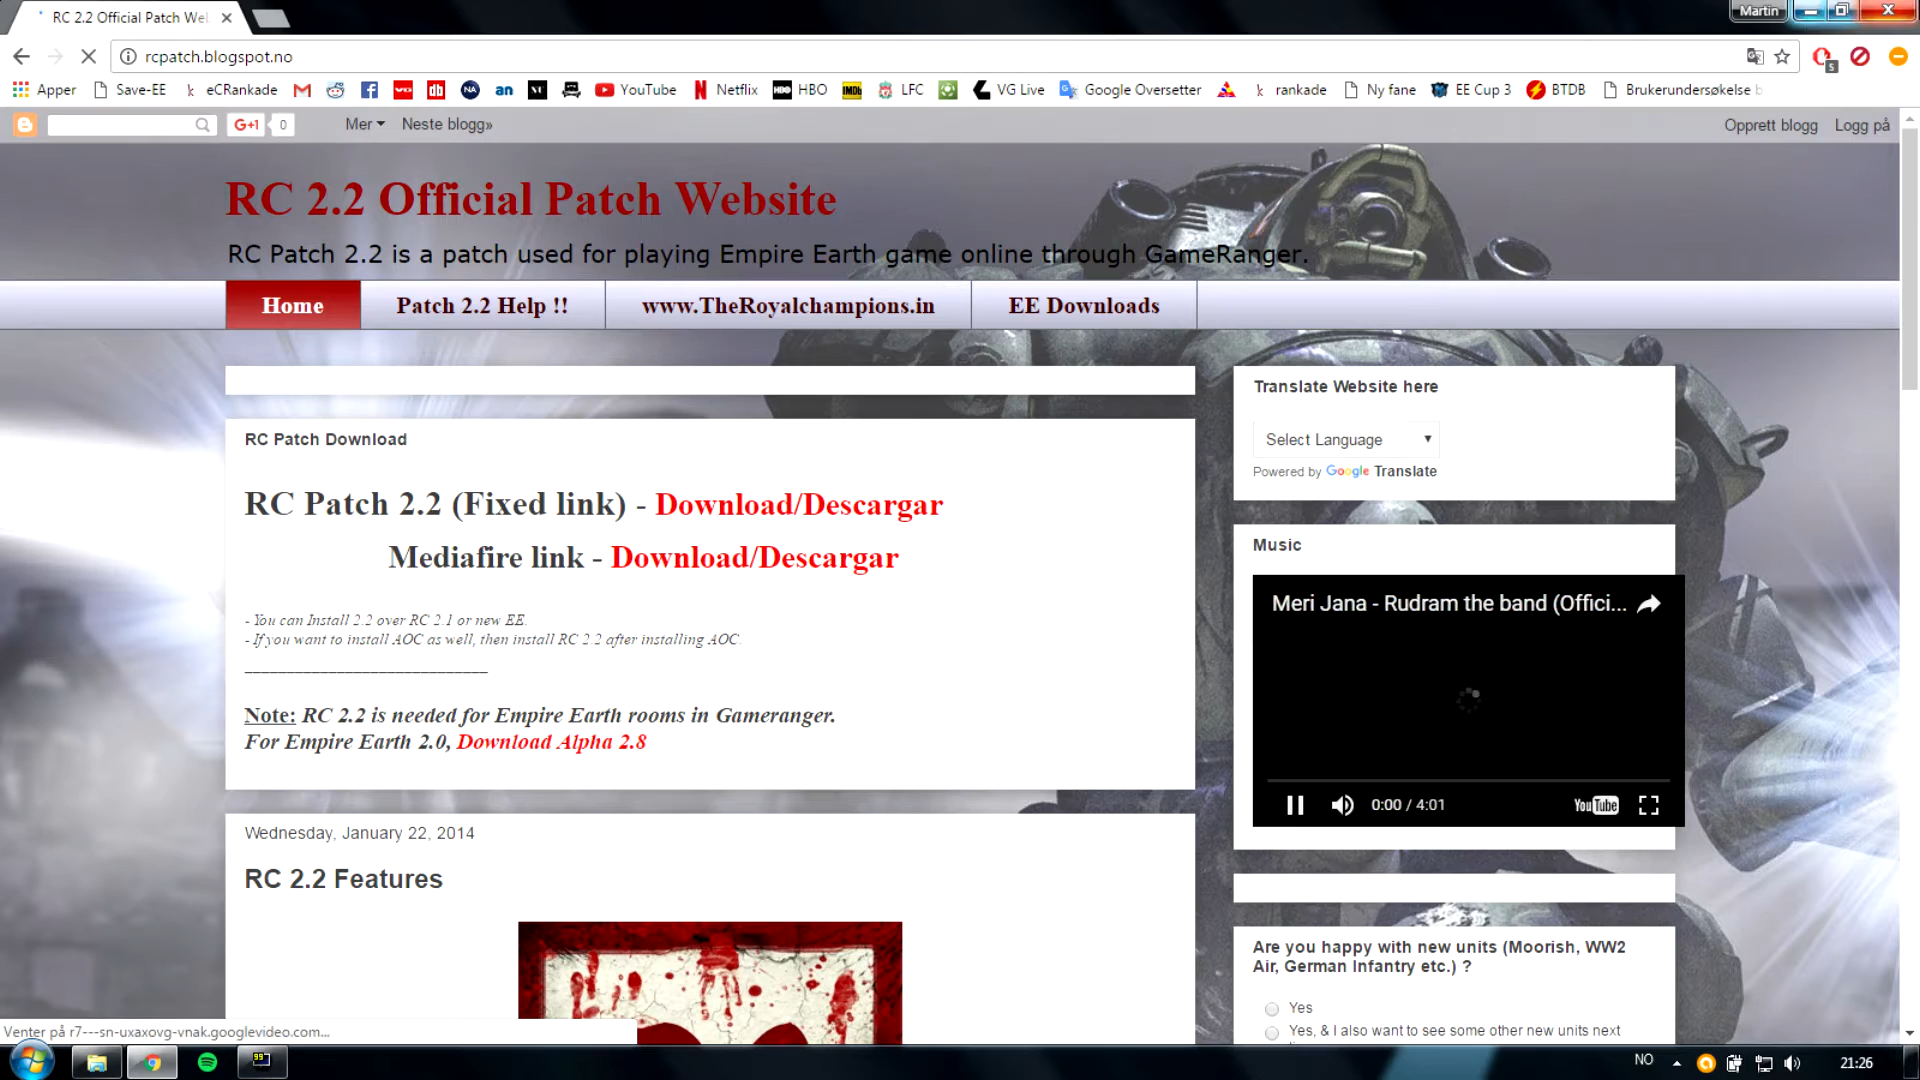 RC 2.2 Official Patch Wel
Martin
rcpatch.blogspot.no
5
Apper Save-EE eCRankade YouTube Netflix HBO LFC VG Live Google Oversetter rankade Ny fane EE Cup 3 BTDB Brukerundersøkelse
G+1 0 Mer Neste blogg» Opprett blogg Logg på
RC 2.2 Official Patch Website
RC Patch 2.2 is a patch used for playing Empire Earth game online through GameRanger.
Home Patch 2.2 Help !! www.TheRoyalchampions.in EE Downloads
RC Patch Download
RC Patch 2.2 (Fixed link) - Download/Descargar
Mediafire link - Download/Descargar
- You can Install 2.2 over RC 2.1 or new EE.
- If you want to install AOC as well, then install RC 2.2 after installing AOC.
______________________________
Note: RC 2.2 is needed for Empire Earth rooms in Gameranger.
For Empire Earth 2.0, Download Alpha 2.8
Wednesday, January 22, 2014
RC 2.2 Features
Translate Website here
Select Language
Powered by Google Translate
Music
Meri Jana - Rudram the band (Offici...
0:00 / 4:01 YouTube
Are you happy with new units (Moorish, WW2
Air, German Infantry etc.) ?
Yes
Yes, & I also want to see some other new units next
Venter på r7---sn-uxaxovg-vnak.googlevideo.com...
99
NO 21:26